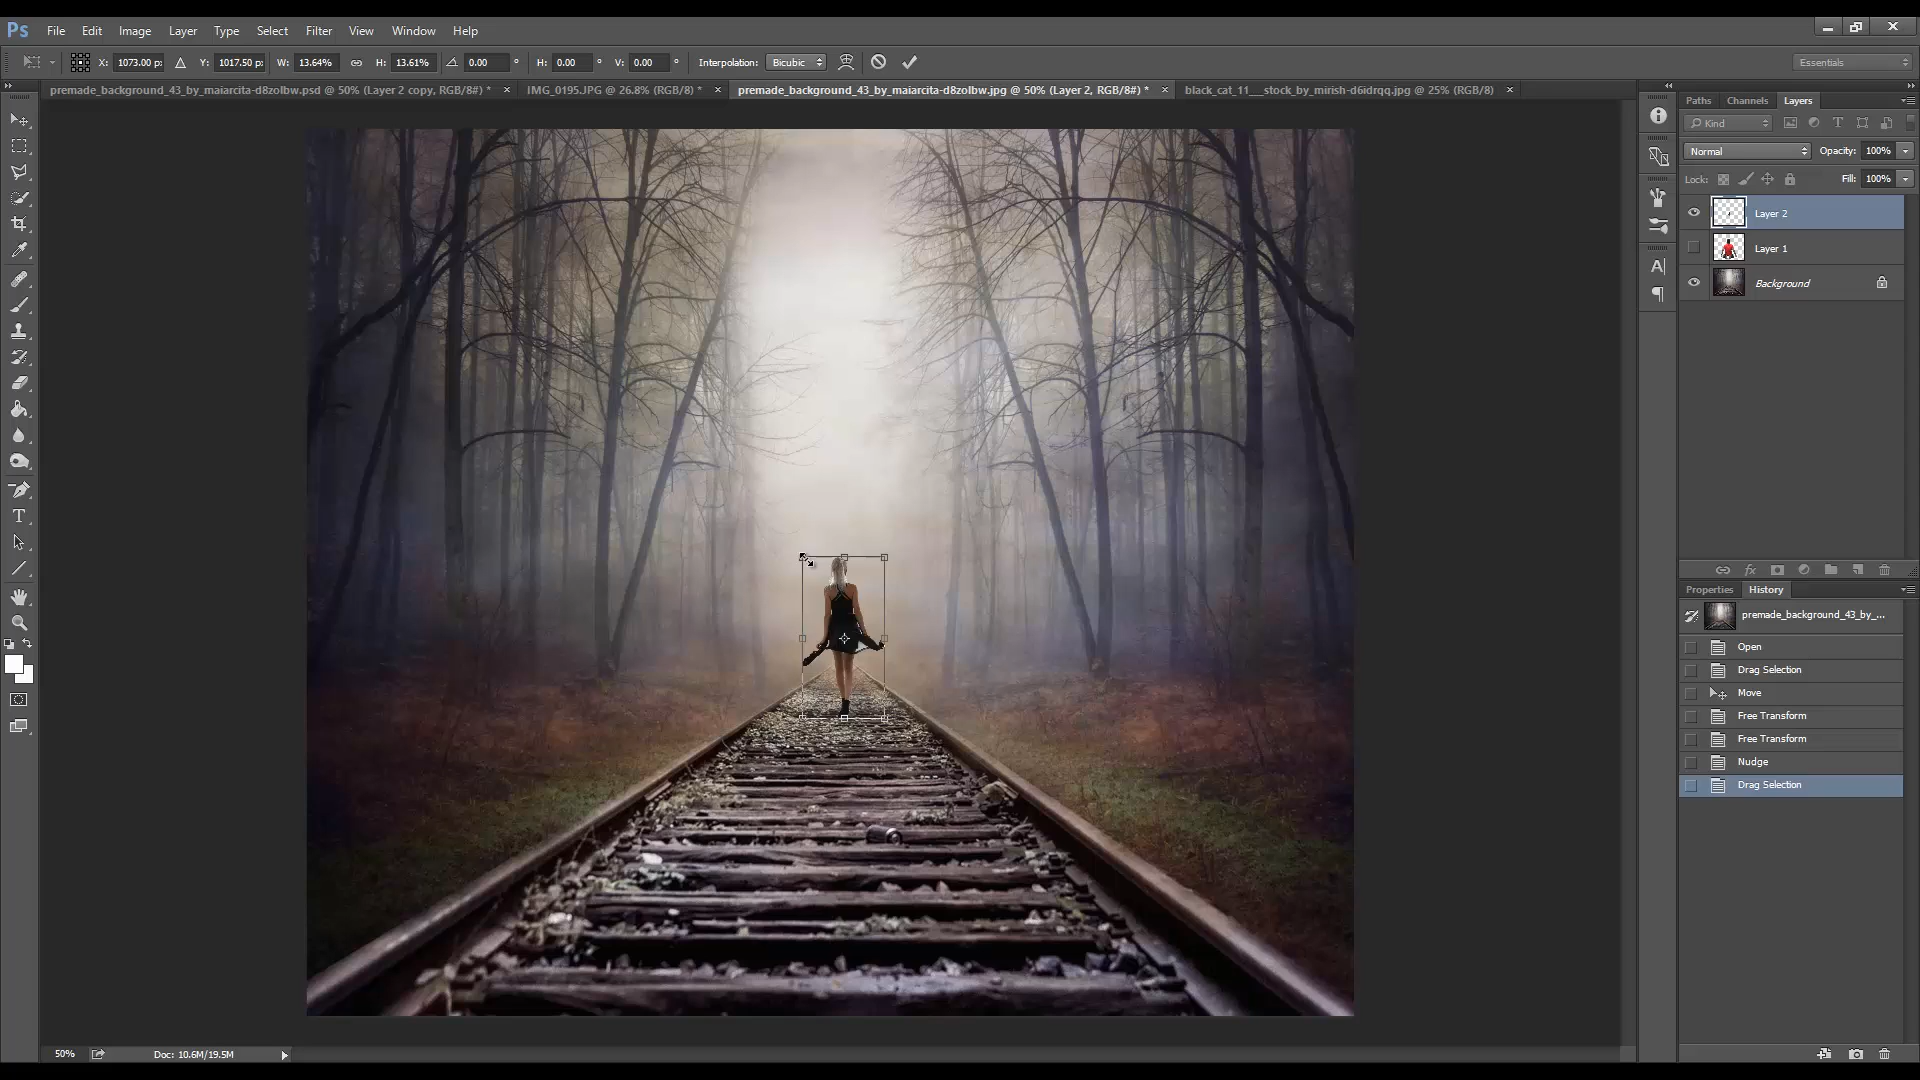 Ps File Edit Image Layer Type Select Filter View Window Help
X: 1073.00 p: Y: 1017.50 p: W: 13.64% H: 13.61% 0.00 ° H: 0.00 ° V: 0.00 ° Interpolation: Bicubic Essentials
premade_background_43_by_maiarcita-d8zolbw.psd @ 50% (Layer 2 copy, RGB/8#) * × IMG_0195.JPG @ 26.8% (RGB/8) * × premade_background_43_by_maiarcita-d8zolbw.jpg @ 50% (Layer 2, RGB/8#) * × black_cat_11__stock_by_mirish-d6idrqq.jpg @ 25% (RGB/8) ×
Paths Channels Layers
Kind
Normal Opacity: 100%
Lock: Fill: 100%
Layer 2
Layer 1
Background
Properties History
premade_background_43_by_...
Open
Drag Selection
Move
Free Transform
Free Transform
Nudge
Drag Selection
50% Doc: 10.6M/19.5M